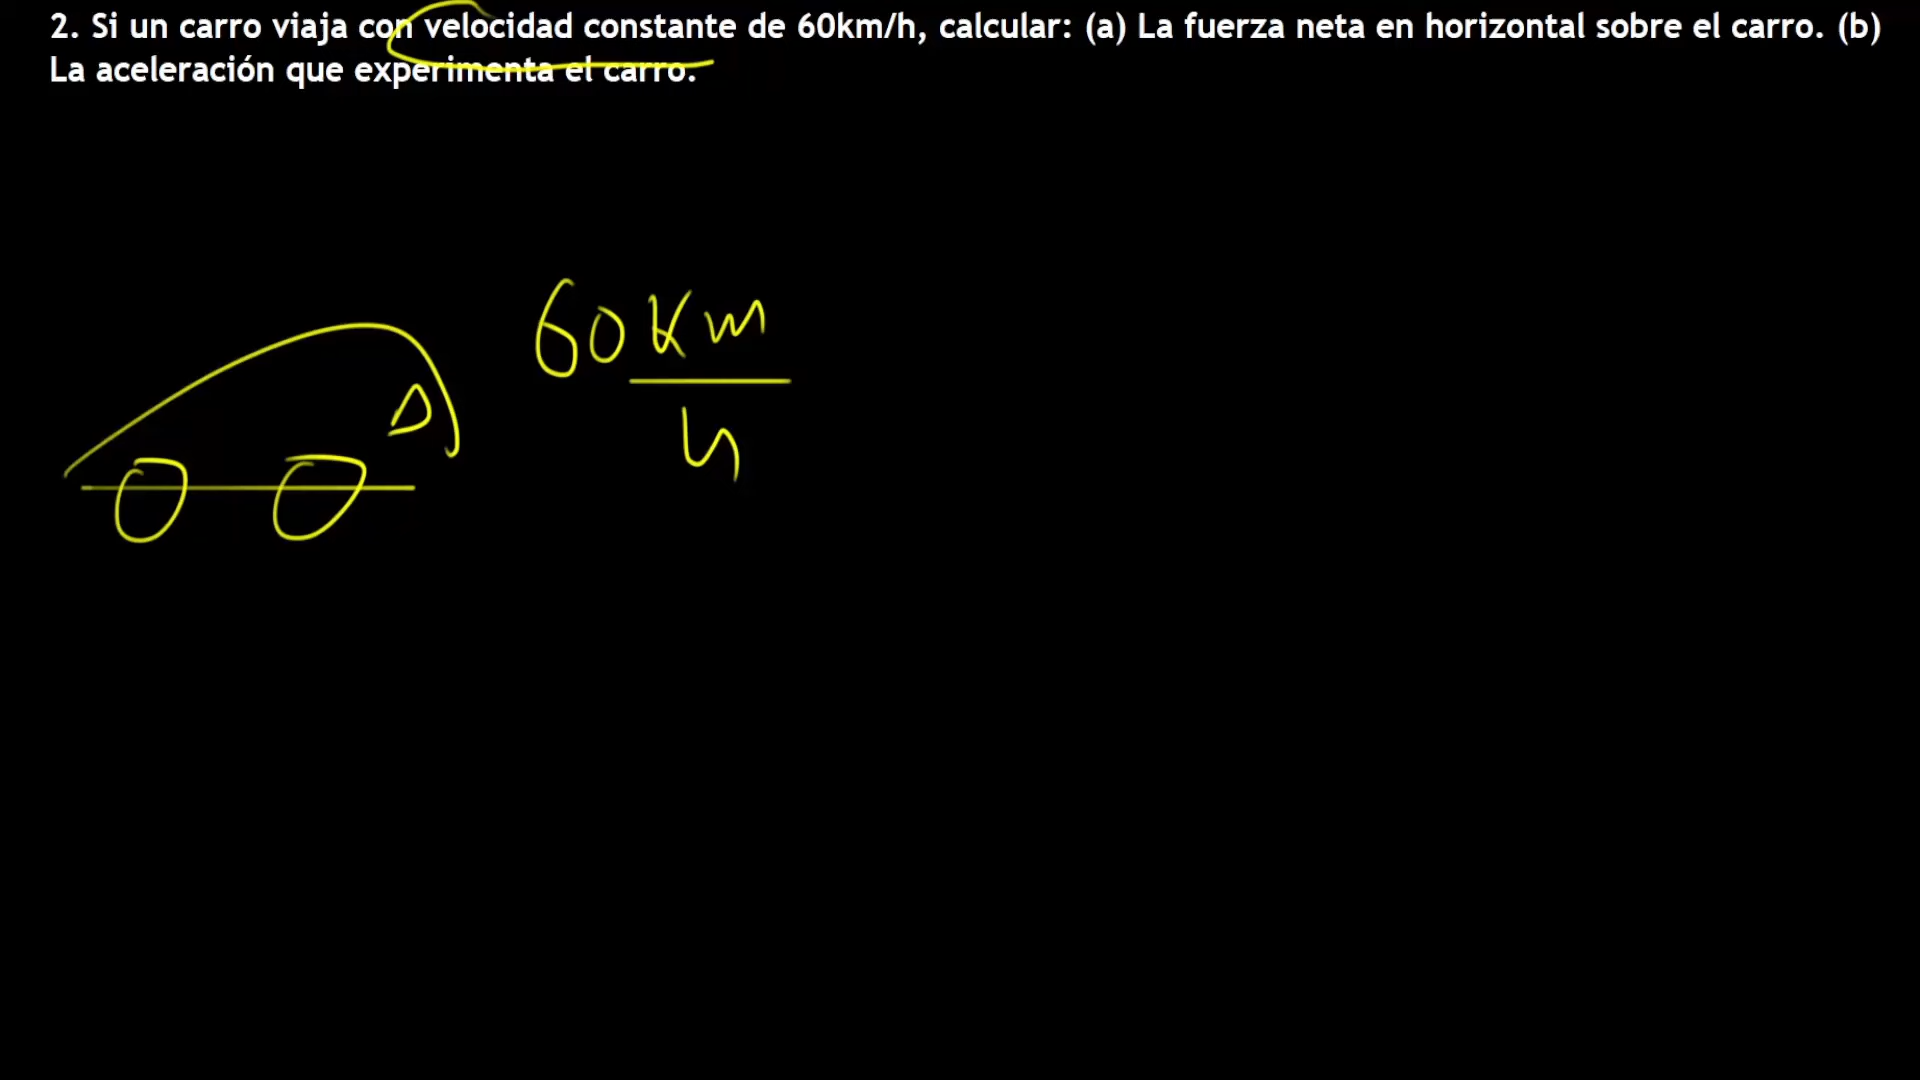 2. Si un carro viaja con velocidad constante de 60km/h, calcular: (a) La fuerza neta en horizontal sobre el carro. (b)
La aceleración que experimenta el carro.
60 Km
h